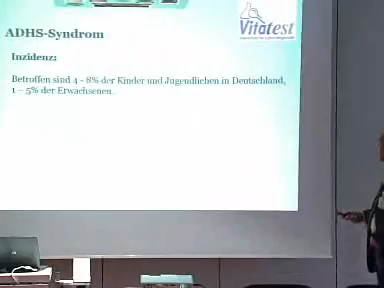 Vitatest
ADHS-Syndrom
Inzidenz:
Betroffen sind 4 - 8% der Kinder und Jugendlichen in Deutschland,
1 – 5% der Erwachsenen.